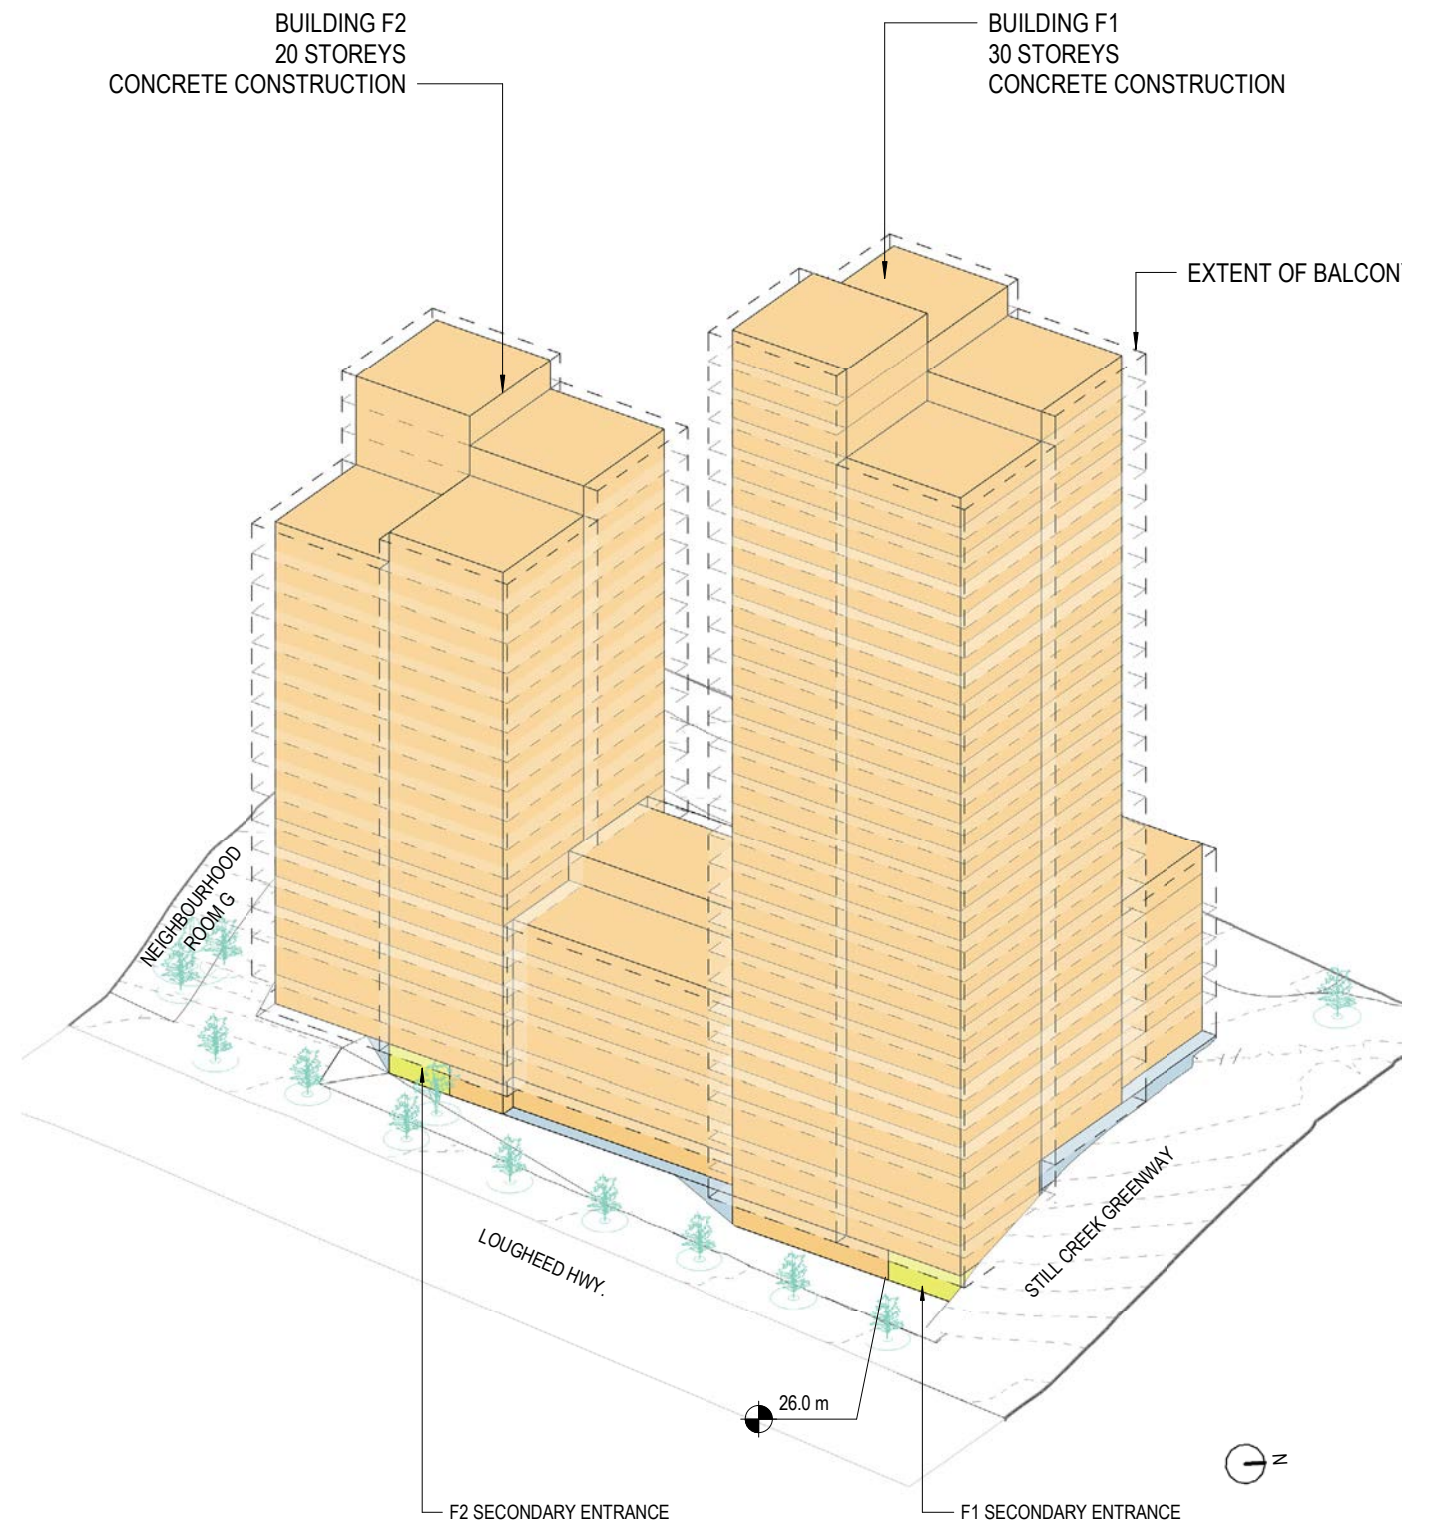 BUILDING F2
20 STOREYS
CONCRETE CONSTRUCTION
BUILDING F1
30 STOREYS
CONCRETE CONSTRUCTION
EXTENT OF BALCON
NEIGHBOURHOOD
ROOM G
LOUGHEED HWY.
STILL CREEK GREENWAY
26.0 m
N
F2 SECONDARY ENTRANCE
F1 SECONDARY ENTRANCE